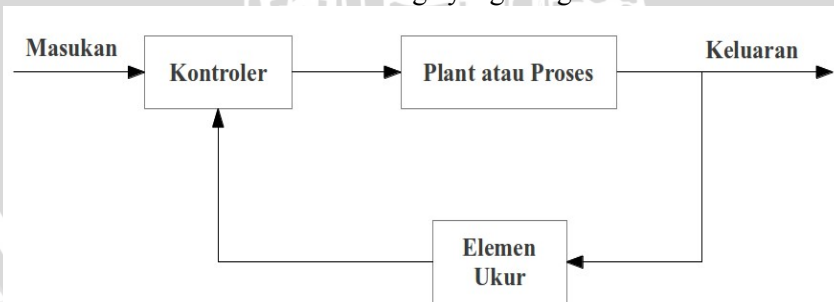 Masukan
Kontroler
Plant atau Proses
Keluaran
Elemen
Ukur